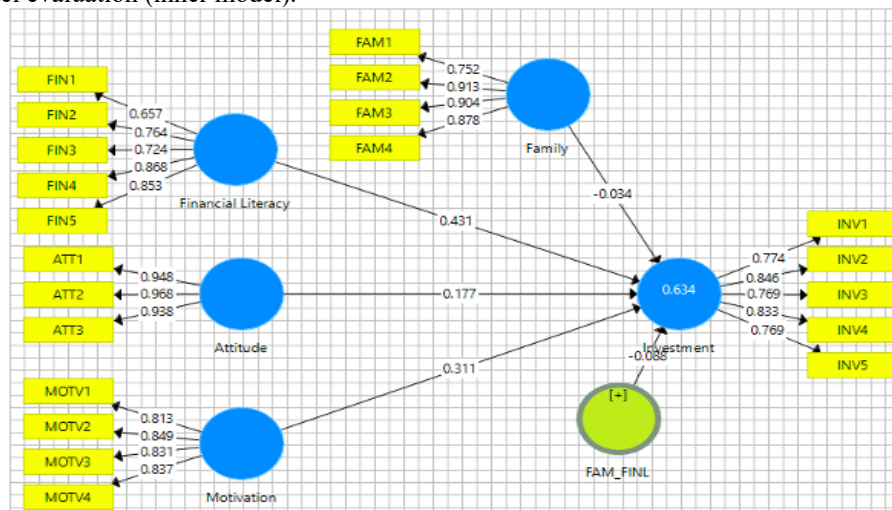 er evaluation (inner model).
FAM1
FAM2
FAM3
FAM4
0.752
0.913
0.904
0.878
Family
FIN1
FIN2
FIN3
FIN4
FIN5
0.657
0.764
0.724
0.868
0.853
Financial Literacy
-0.034
0.431
ATT1
ATT2
ATT3
0.948
0.968
0.938
Attitude
0.177
0.634
Investment
0.774
0.846
0.769
0.833
0.769
INV1
INV2
INV3
INV4
INV5
0.311
-0.088
MOTV1
MOTV2
MOTV3
MOTV4
0.813
0.849
0.831
0.837
Motivation
[+]
FAM_FINL